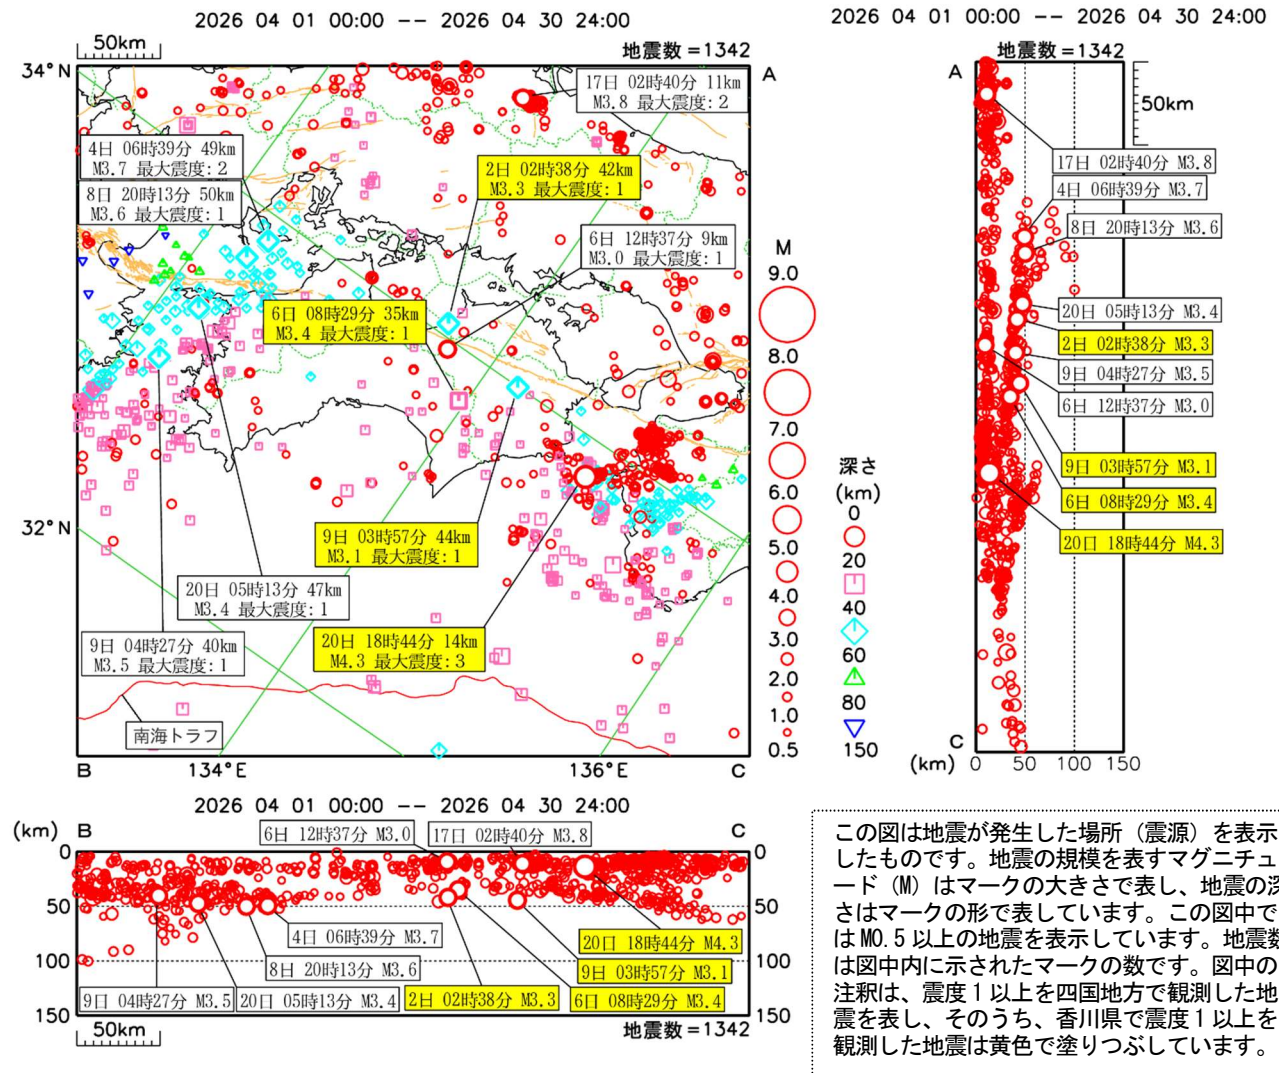 2026 04 01 00:00 -- 2026 04 30 24:00
50km
地震数=1342
34°N
A
17日 02時40分 11km
M3.8 最大震度:2
4日 06時39分 49km
M3.7 最大震度:2
2日 02時38分 42km
M3.3 最大震度:1
8日 20時13分 50km
M3.6 最大震度:1
6日 12時37分 9km
M3.0 最大震度:1
6日 08時29分 35km
M3.4 最大震度:1
32°N
9日 03時57分 44km
M3.1 最大震度:1
20日 05時13分 47km
M3.4 最大震度:1
9日 04時27分 40km
M3.5 最大震度:1
20日 18時44分 14km
M4.3 最大震度:3
南海トラフ
B
134°E
136°E
C
M
9.0
8.0
7.0
6.0
5.0
4.0
3.0
2.0
1.0
0.5
深さ
(km)
0
20
40
60
80
150
2026 04 01 00:00 -- 2026 04 30 24:00
地震数=1342
A
50km
17日 02時40分 M3.8
4日 06時39分 M3.7
8日 20時13分 M3.6
20日 05時13分 M3.4
2日 02時38分 M3.3
9日 04時27分 M3.5
6日 12時37分 M3.0
9日 03時57分 M3.1
6日 08時29分 M3.4
20日 18時44分 M4.3
C
(km) 0 50 100 150
2026 04 01 00:00 -- 2026 04 30 24:00
(km) B
6日 12時37分 M3.0
17日 02時40分 M3.8
C
0
0
50
50
4日 06時39分 M3.7
20日 18時44分 M4.3
100
100
8日 20時13分 M3.6
9日 03時57分 M3.1
9日 04時27分 M3.5
20日 05時13分 M3.4
2日 02時38分 M3.3
6日 08時29分 M3.4
150
150
50km
地震数=1342
この図は地震が発生した場所（震源）を表示
したものです。地震の規模を表すマグニチュ
ード（M）はマークの大きさで表し、地震の深
さはマークの形で表しています。この図中で
は M0.5 以上の地震を表示しています。地震数
は図中内に示されたマークの数です。図中の
注釈は、震度１以上を四国地方で観測した地
震を表し、そのうち、香川県で震度１以上を
観測した地震は黄色で塗りつぶしています。